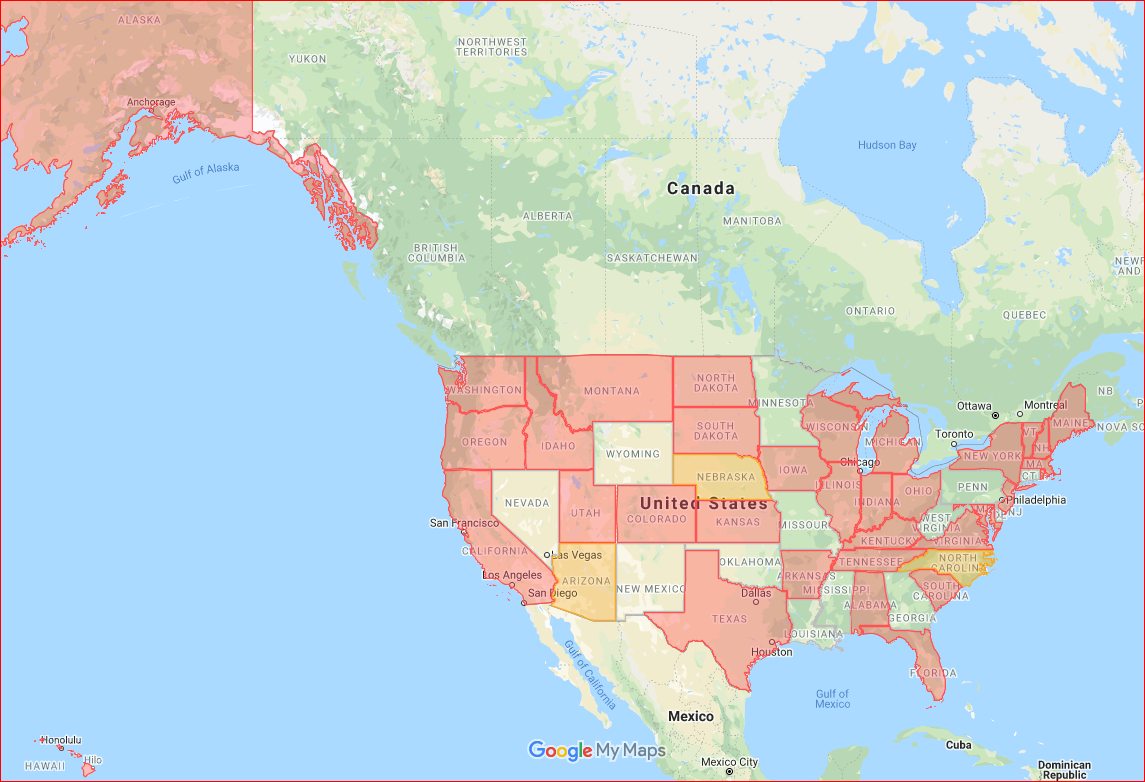 ALASKA
YUKON
NORTHWEST
TERRITORIES
Anchorage
Gulf of Alaska
Hudson Bay
Canada
ALBERTA
MANITOBA
BRITISH
COLUMBIA
SASKATCHEWAN
NEWF
AND
ONTARIO
QUEBEC
WASHINGTON
MONTANA
NORTH
DAKOTA
MINNESOTA
Ottawa
Montreal
NB
P
NOVA SC
MAINE
VT
NH
OREGON
IDAHO
SOUTH
DAKOTA
WISCONSIN
MICHIGAN
Toronto
NEW YORK
MA
CT
RI
WYOMING
IOWA
Chicago
NEBRASKA
ILLINOIS
INDIANA
OHIO
PENN
Philadelphia
NJ
MD
DE
NEVADA
UTAH
United States
COLORADO
KANSAS
MISSOURI
WEST
VIRGINIA
KENTUCKY
VIRGINIA
San Francisco
CALIFORNIA
Las Vegas
Los Angeles
San Diego
ARIZONA
NEW MEXICO
OKLAHOMA
ARKANSAS
TENNESSEE
NORTH
CAROLINA
SOUTH
CAROLINA
MISSISSIPPI
ALABAMA
GEORGIA
Dallas
TEXAS
LOUISIANA
Houston
FLORIDA
Gulf of California
Gulf of
Mexico
Mexico
Honolulu
HAWAII
Hilo
Google My Maps
Cuba
Mexico City
Dominican
Republic